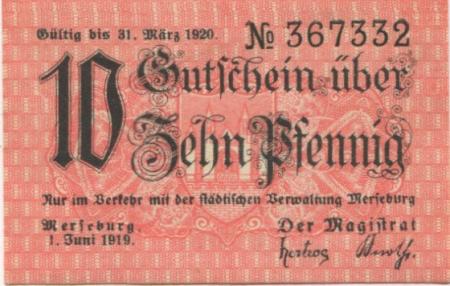 Gültig bis 31. März 1920. No 367332
10 Gutschein über
Zehn Pfennig
Nur im Verkehr mit der städtischen Verwaltung Merseburg
Merseburg, Der Magistrat
1. Juni 1919.
Herzog